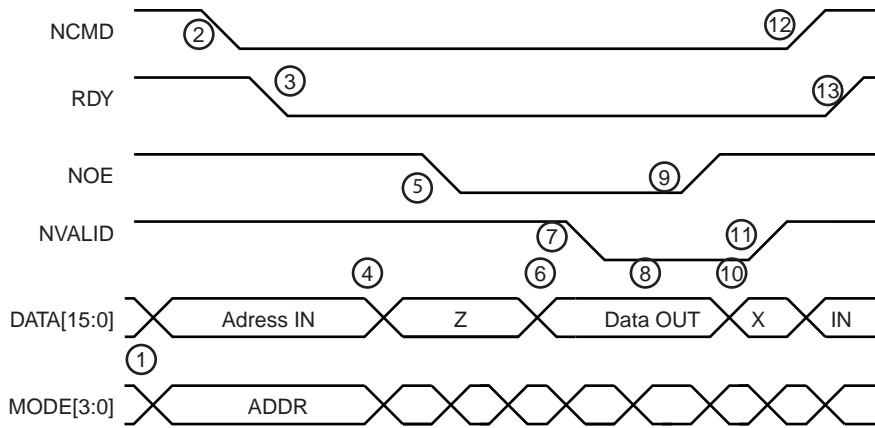 NCMD
2
12
RDY
3
13
NOE
5
9
NVALID
7
11
4
6
8
10
DATA[15:0]
Adress IN
Z
Data OUT
X
IN
1
MODE[3:0]
ADDR